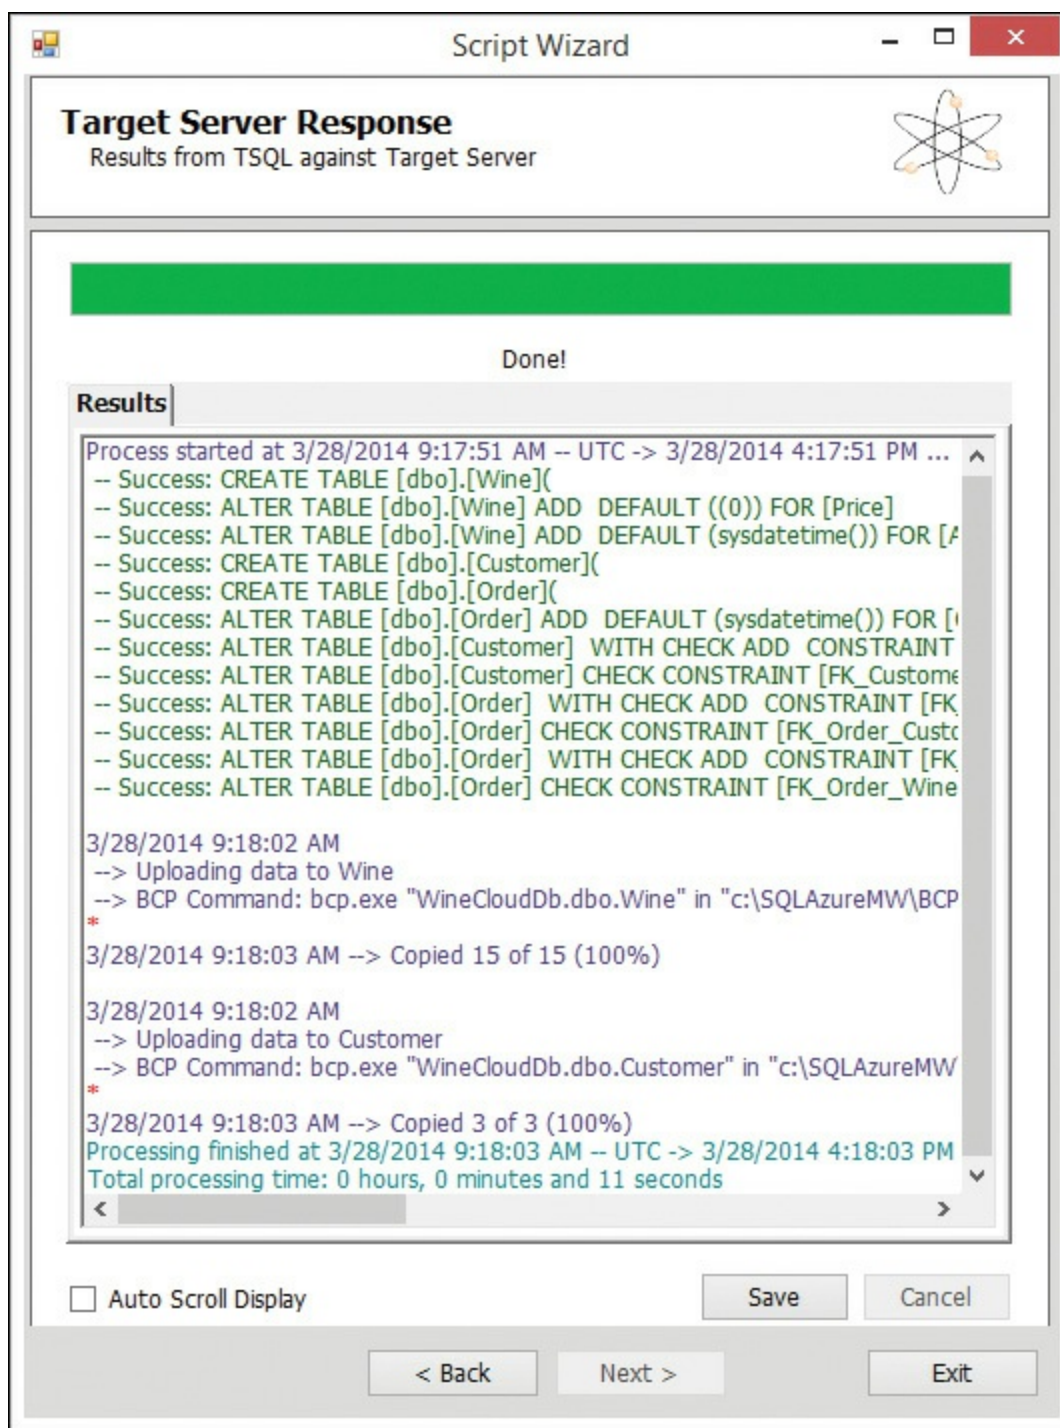 Script Wizard
Target Server Response
Results from TSQL against Target Server
Done!
Results
Process started at 3/28/2014 9:17:51 AM -- UTC -> 3/28/2014 4:17:51 PM ...
-- Success: CREATE TABLE [dbo].[Wine](
-- Success: ALTER TABLE [dbo].[Wine] ADD  DEFAULT ((0)) FOR [Price]
-- Success: ALTER TABLE [dbo].[Wine] ADD  DEFAULT (sysdatetime()) FOR [A
-- Success: CREATE TABLE [dbo].[Customer](
-- Success: CREATE TABLE [dbo].[Order](
-- Success: ALTER TABLE [dbo].[Order] ADD  DEFAULT (sysdatetime()) FOR [
-- Success: ALTER TABLE [dbo].[Customer]  WITH CHECK ADD  CONSTRAINT
-- Success: ALTER TABLE [dbo].[Customer] CHECK CONSTRAINT [FK_Custome
-- Success: ALTER TABLE [dbo].[Order]  WITH CHECK ADD  CONSTRAINT [FK_
-- Success: ALTER TABLE [dbo].[Order] CHECK CONSTRAINT [FK_Order_Custo
-- Success: ALTER TABLE [dbo].[Order]  WITH CHECK ADD  CONSTRAINT [FK_
-- Success: ALTER TABLE [dbo].[Order] CHECK CONSTRAINT [FK_Order_Wine
3/28/2014 9:18:02 AM
--> Uploading data to Wine
--> BCP Command: bcp.exe "WineCloudDb.dbo.Wine" in "c:\SQLAzureMW\BCP
*
3/28/2014 9:18:03 AM --> Copied 15 of 15 (100%)
3/28/2014 9:18:02 AM
--> Uploading data to Customer
--> BCP Command: bcp.exe "WineCloudDb.dbo.Customer" in "c:\SQLAzureMW\
*
3/28/2014 9:18:03 AM --> Copied 3 of 3 (100%)
Processing finished at 3/28/2014 9:18:03 AM -- UTC -> 3/28/2014 4:18:03 PM
Total processing time: 0 hours, 0 minutes and 11 seconds
Auto Scroll Display
Save
Cancel
< Back
Next >
Exit